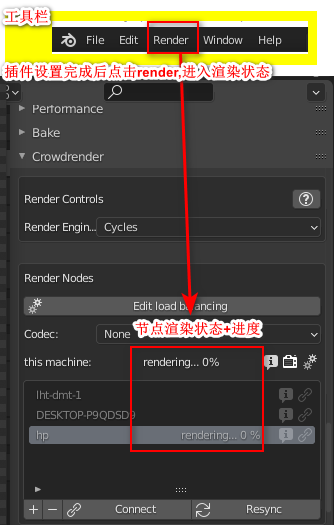 工具栏
File Edit Render Window Help
插件设置完成后点击render,进入渲染状态
Performance
Bake
Crowdrender
Render Controls
Render Engin... Cycles
Render Nodes
Edit load balancing
Codec: None
节点渲染状态+进度
this machine: rendering... 0%
lht-dmt-1
DESKTOP-P9QDSD9
hp rendering... 0 %
Connect Resync